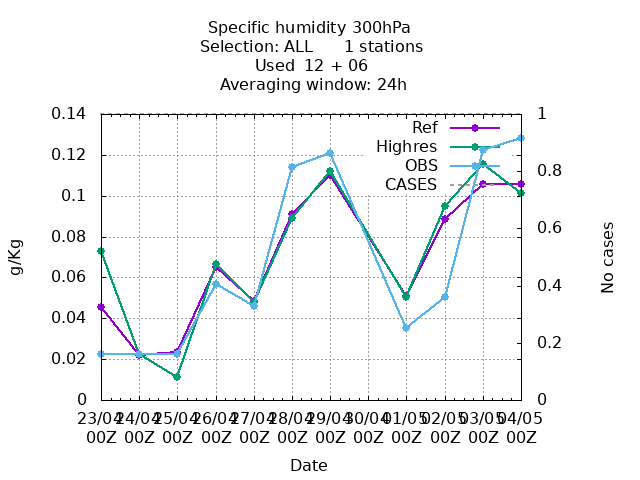 Specific humidity 300hPa
Selection: ALL 1 stations
Used 12 + 06
Averaging window: 24h
0.14
0.12
0.1
0.08
0.06
0.04
0.02
0
g/Kg
1
0.8
0.6
0.4
0.2
0
No cases
Ref
Highres
OBS
CASES
23/04 24/04 25/04 26/04 27/04 28/04 29/04 30/04 01/05 02/05 03/05 04/05
00Z 00Z 00Z 00Z 00Z 00Z 00Z 00Z 00Z 00Z 00Z 00Z
Date